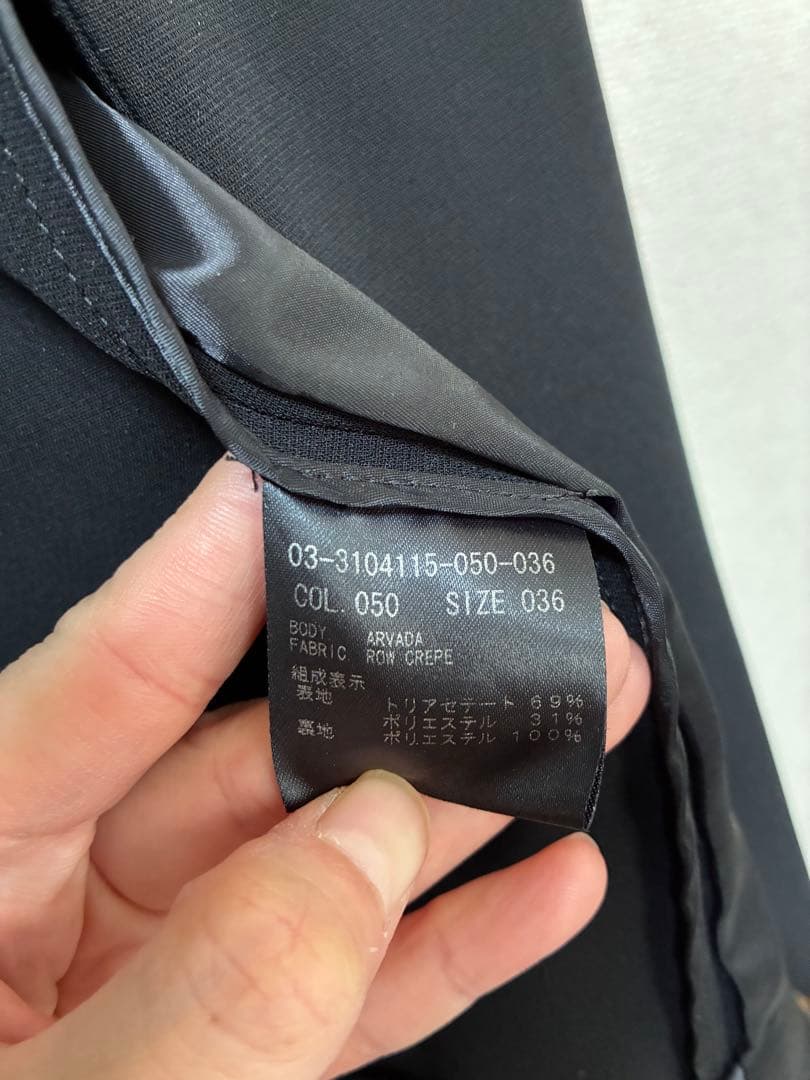 03-3104115-050-036
COL.050 SIZE.036
BODY ARVADA
FABRIC ROW CREPE
組成表示
表地 トリアセテート 69%
ポリエステル 31%
裏地 ポリエステル 100%